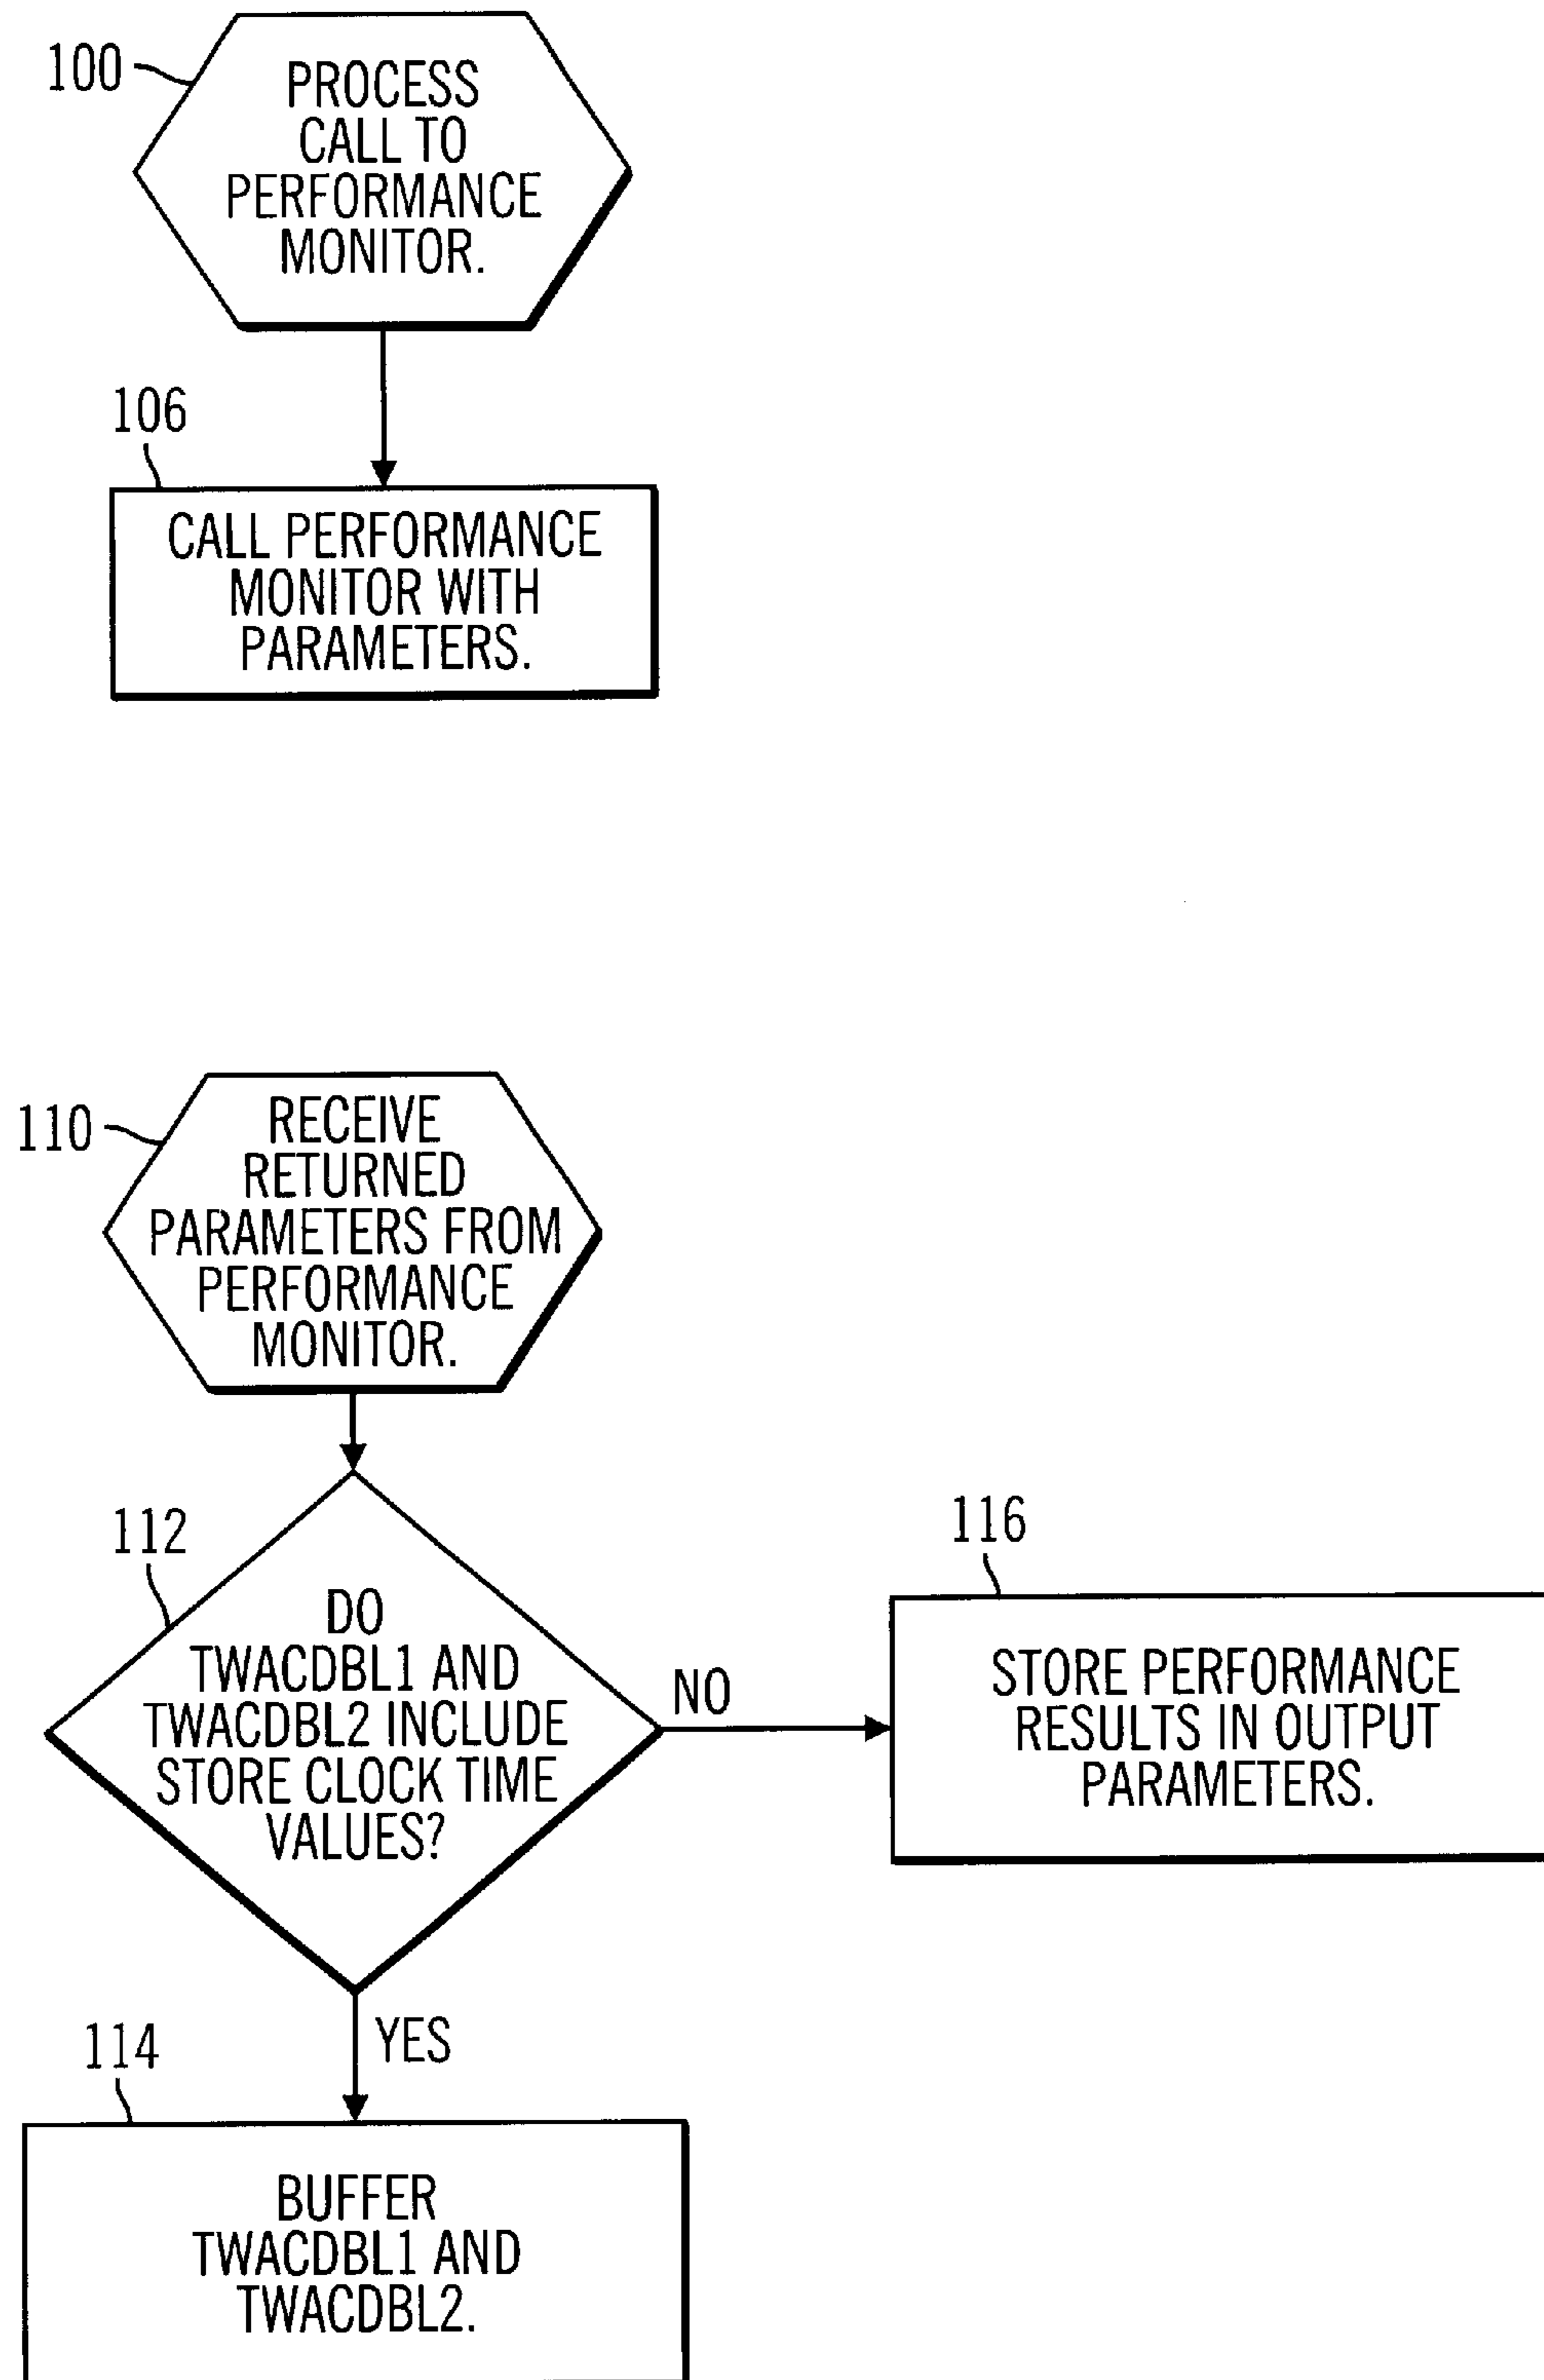 100
PROCESS
CALL TO
PERFORMANCE
MONITOR.
106
CALL PERFORMANCE
MONITOR WITH
PARAMETERS.
110
RECEIVE
RETURNED
PARAMETERS FROM
PERFORMANCE
MONITOR.
112
DO
TWACDBL1 AND
TWACDBL2 INCLUDE
STORE CLOCK TIME
VALUES?
NO
116
STORE PERFORMANCE
RESULTS IN OUTPUT
PARAMETERS.
YES
114
BUFFER
TWACDBL1 AND
TWACDBL2.